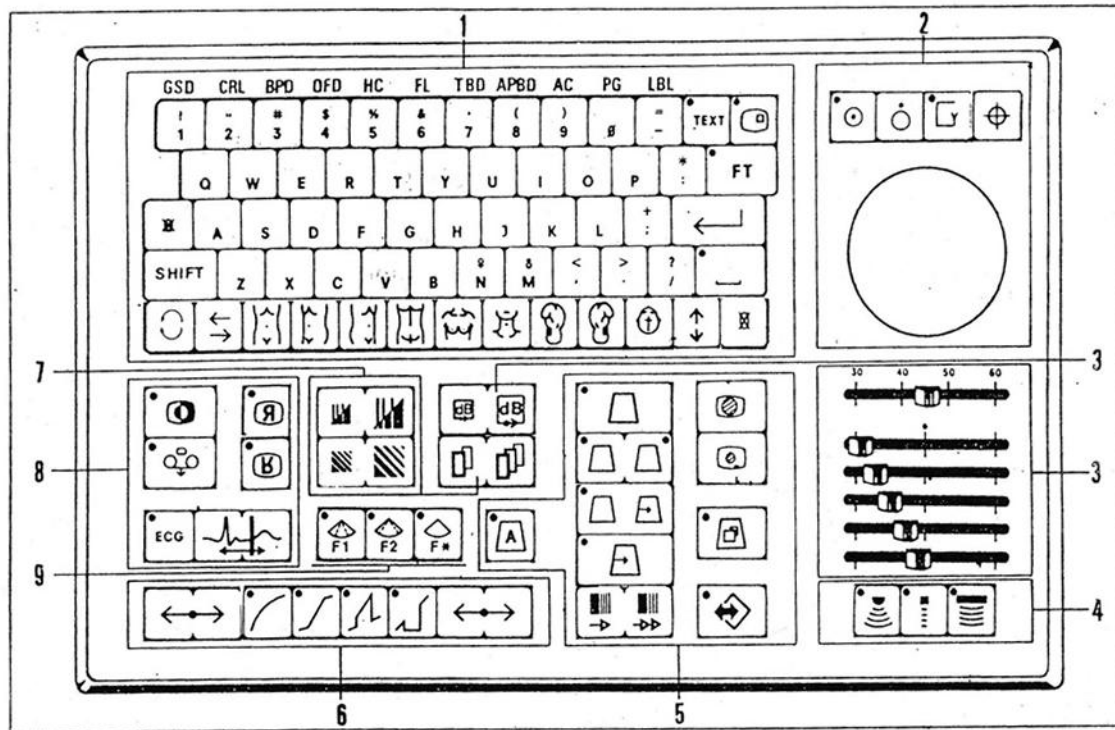 1 2
GSD CRL BPD OFD HC FL TBD APBD AC PG LBL
! " # $ % & ' ( ) =
1 2 3 4 5 6 7 8 9 Ø - TEXT
Q W E R T Y U I O P * : FT
A S D F G H J K L + ;
SHIFT Z X C V B ♀ N ♂ M < , > . ? /
7 3
30 40 50 60
dB dB
Я
8 R 3
ECG F1 F2 F* A
9
4
6 5